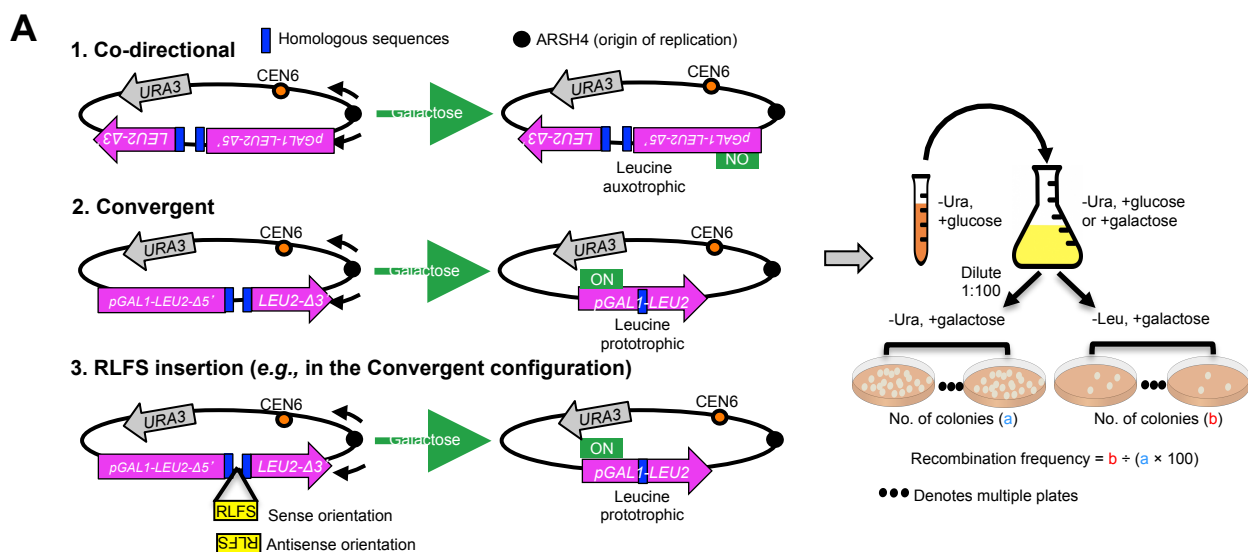 A
1. Co-directional
Homologous sequences
ARSH4 (origin of replication)
URA3
CEN6
LEU2-Δ3'
pGAL1-LEU2-Δ5'
Galactose
URA3
CEN6
LEU2-Δ3'
pGAL1-LEU2-Δ5'
NO
Leucine
auxotrophic
2. Convergent
URA3
CEN6
pGAL1-LEU2-Δ5'
LEU2-Δ3'
Galactose
URA3
CEN6
ON
pGAL1-LEU2
Leucine
prototrophic
3. RLFS insertion (e.g., in the Convergent configuration)
URA3
CEN6
pGAL1-LEU2-Δ5'
LEU2-Δ3'
RLFS
Sense orientation
RLFS
Antisense orientation
Galactose
URA3
CEN6
ON
pGAL1-LEU2
Leucine
prototrophic
-Ura,
+glucose
-Ura, +glucose
or +galactose
Dilute
1:100
-Ura, +galactose
-Leu, +galactose
No. of colonies (a)
No. of colonies (b)
Recombination frequency = b ÷ (a × 100)
Denotes multiple plates